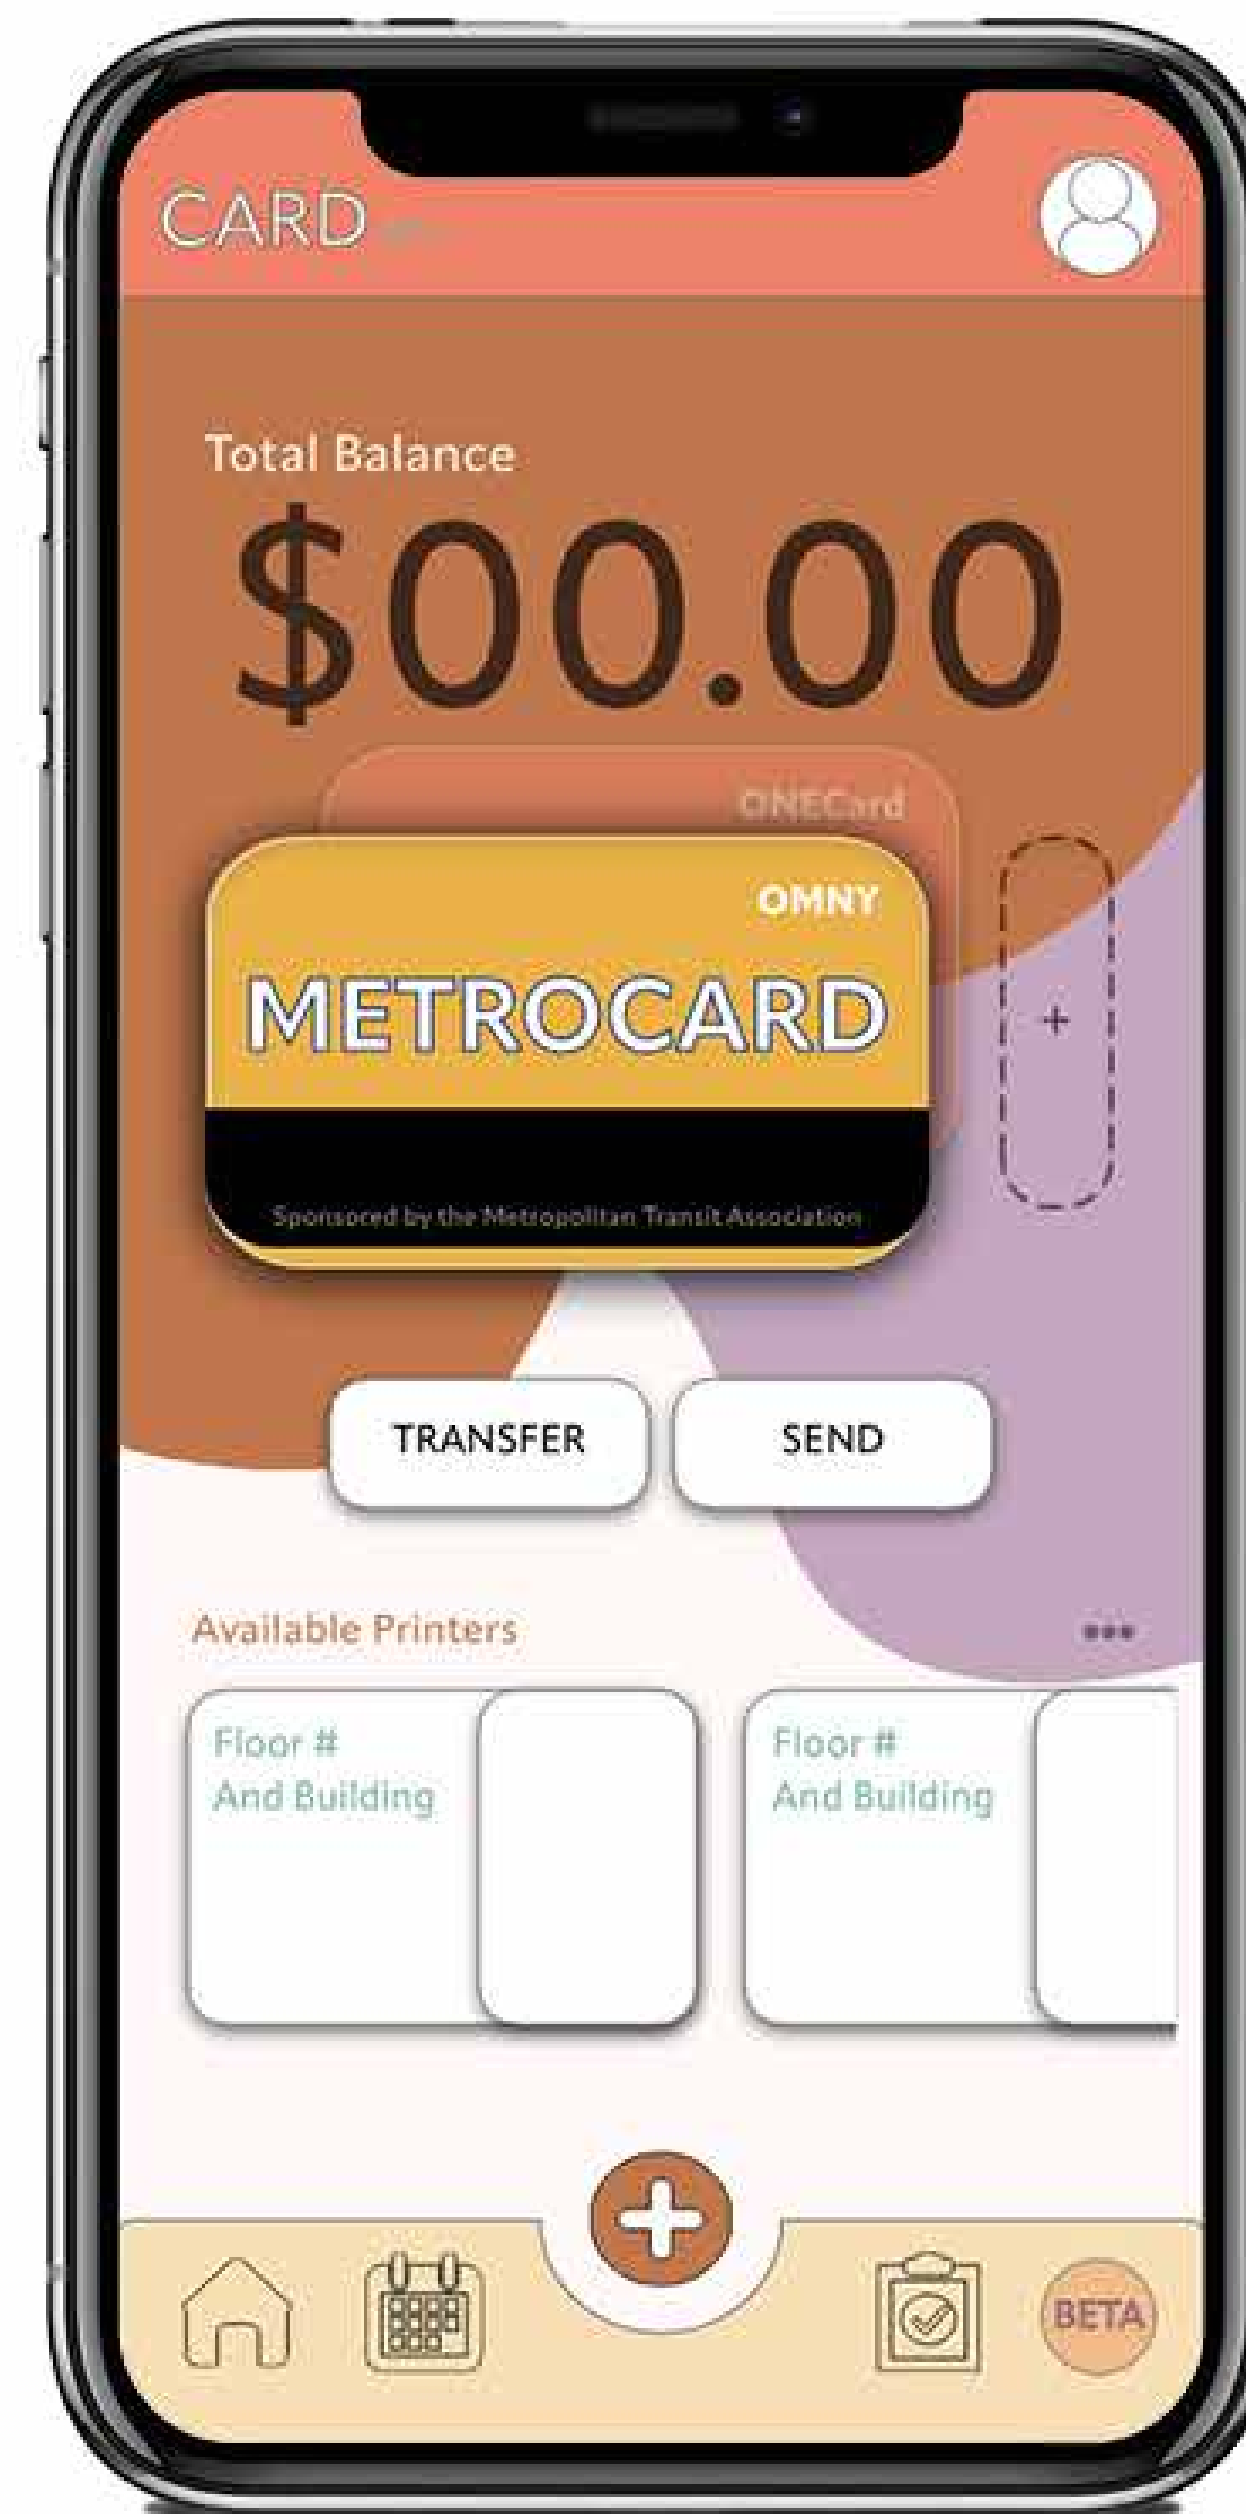 CARD
Total Balance
$00.00
ONECard
OMNY
METROCARD
Sponsored by the Metropolitan Transit Association
+
TRANSFER
SEND
Available Printers
Floor #
And Building
Floor #
And Building
BETA